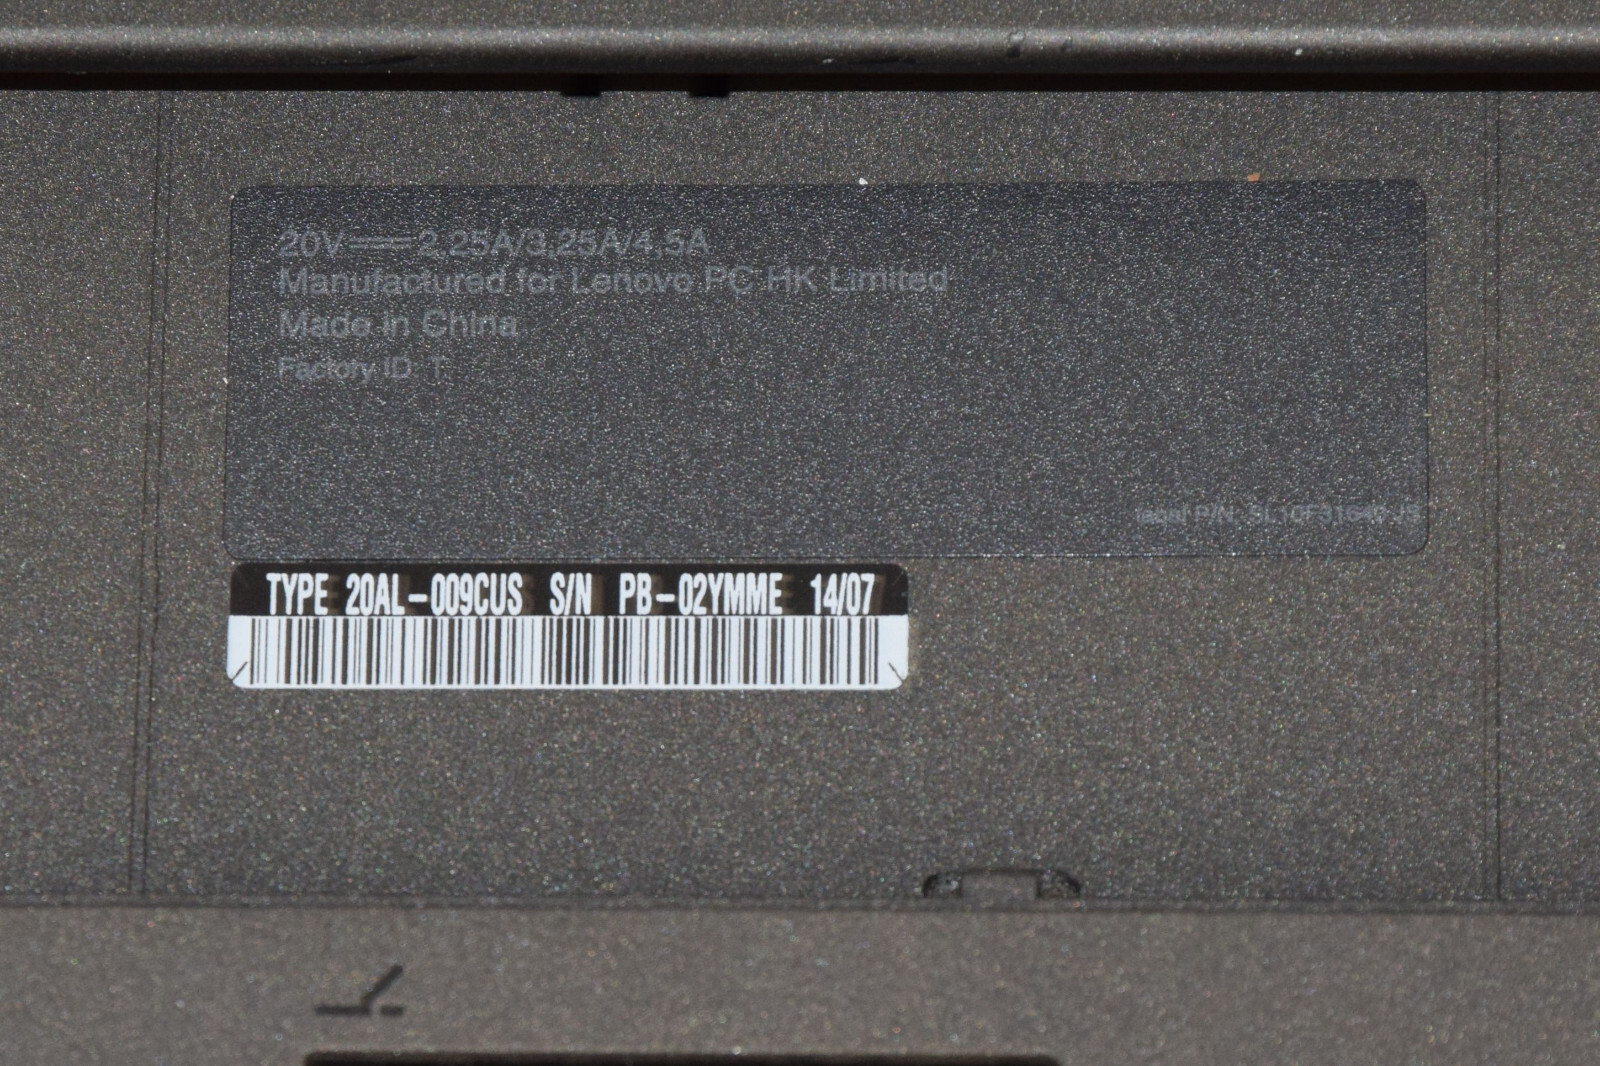 20V⎓2.25A/3.25A/4.5A
Manufactured for Lenovo PC HK Limited
Made in China
Factory ID: T
P/N:
TYPE 20AL-009CUS S/N PB-02YMME 14/07